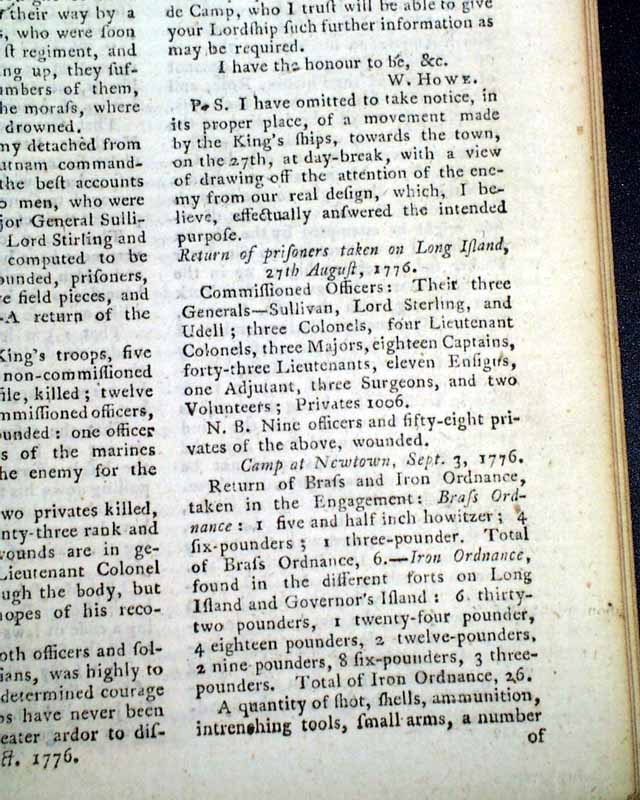 their way by a
, who were soon
ſt regiment, and
ng up, they ſuf-
umbers of them,
he moraſs, where
drowned.
my detached from
utnam command-
the beſt accounts
o men, who were
jor General Sulli-
Lord Stirling and
computed to be
ounded, priſoners,
e field pieces, and
-A return of the
King's troops, five
non-commiſſioned
file, killed; twelve
mmiſſioned officers,
ounded: one officer
s of the marines
he enemy for the
wo privates killed,
nty-three rank and
wounds are in ge-
Lieutenant Colonel
ugh the body, but
hopes of his reco-
oth officers and ſol-
ians, was highly to
determined courage
ps have never been
eater ardor to diſ-
ct. 1776.
de Camp, who I truſt will be able to give
your Lordſhip ſuch further information as
may be required.
I have the honour to be, &c.
W. HOWE.
P. S. I have omitted to take notice, in
its proper place, of a movement made
by the King's ſhips, towards the town,
on the 27th, at day-break, with a view
of drawing off the attention of the ene-
my from our real deſign, which, I be-
lieve, effectually anſwered the intended
purpoſe.
Return of priſoners taken on Long Iſland,
27th Auguſt, 1776.
Commiſſioned Officers: Their three
Generals—Sullivan, Lord Sterling, and
Udell; three Colonels, four Lieutenant
Colonels, three Majors, eighteen Captains,
forty-three Lieutenants, eleven Enſigns,
one Adjutant, three Surgeons, and two
Volunteers; Privates 1006.
N. B. Nine officers and fifty-eight pri-
vates of the above, wounded.
Camp at Newtown, Sept. 3, 1776.
Return of Braſs and Iron Ordnance,
taken in the Engagement: Braſs Ord-
nance: 1 five and half inch howitzer; 4
ſix-pounders; 1 three-pounder. Total
of Braſs Ordnance, 6.—Iron Ordnance,
found in the different forts on Long
Iſland and Governor's Iſland: 6 thirty-
two pounders, 1 twenty-four pounder,
4 eighteen pounders, 2 twelve-pounders,
2 nine pounders, 8 ſix-pounders, 3 three-
pounders. Total of Iron Ordnance, 26.
A quantity of ſhot, ſhells, ammunition,
intrenching tools, ſmall arms, a number
of